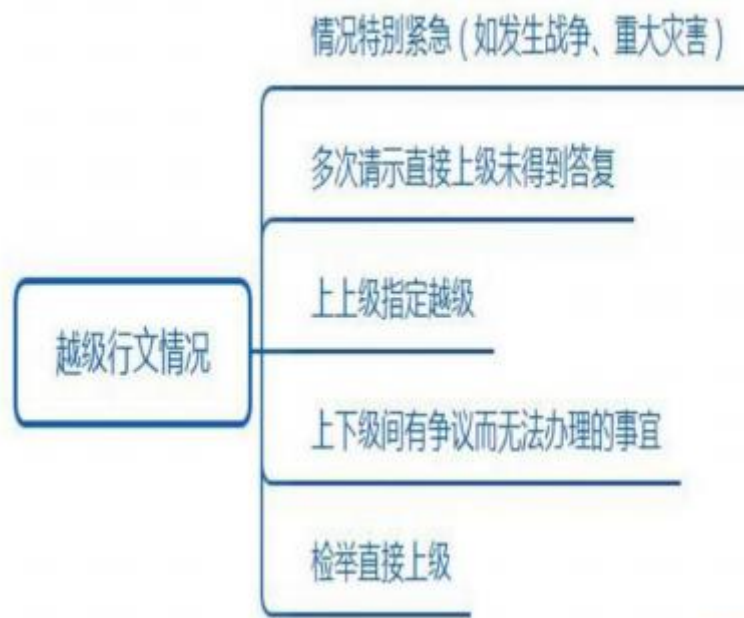 情况特别紧急（如发生战争、重大灾害）
多次请示直接上级未得到答复
上上级指定越级
越级行文情况
上下级间有争议而无法办理的事宜
检举直接上级